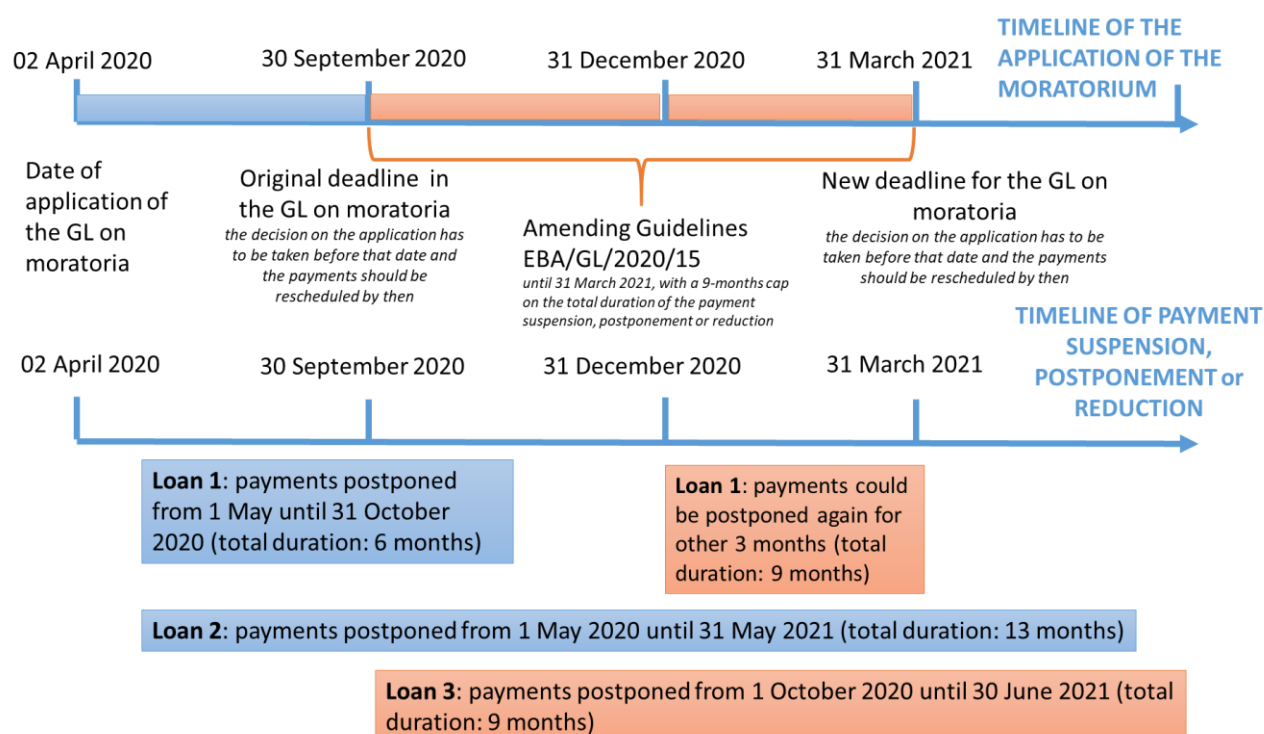 TIMELINE OF THE
APPLICATION OF THE
MORATORIUM
02 April 2020
30 September 2020
31 December 2020
31 March 2021
Date of
application of
the GL on
moratoria
Original deadline in
the GL on moratoria
the decision on the application has
to be taken before that date and
the payments should be
rescheduled by then
Amending Guidelines
EBA/GL/2020/15
until 31 March 2021, with a 9-months cap
on the total duration of the payment
suspension, postponement or reduction
New deadline for the GL on
moratoria
the decision on the application has to be
taken before that date and the payments
should be rescheduled by then
TIMELINE OF PAYMENT
SUSPENSION,
POSTPONEMENT or
REDUCTION
02 April 2020
30 September 2020
31 December 2020
31 March 2021
Loan 1: payments postponed
from 1 May until 31 October
2020 (total duration: 6 months)
Loan 1: payments could
be postponed again for
other 3 months (total
duration: 9 months)
Loan 2: payments postponed from 1 May 2020 until 31 May 2021 (total duration: 13 months)
Loan 3: payments postponed from 1 October 2020 until 30 June 2021 (total
duration: 9 months)